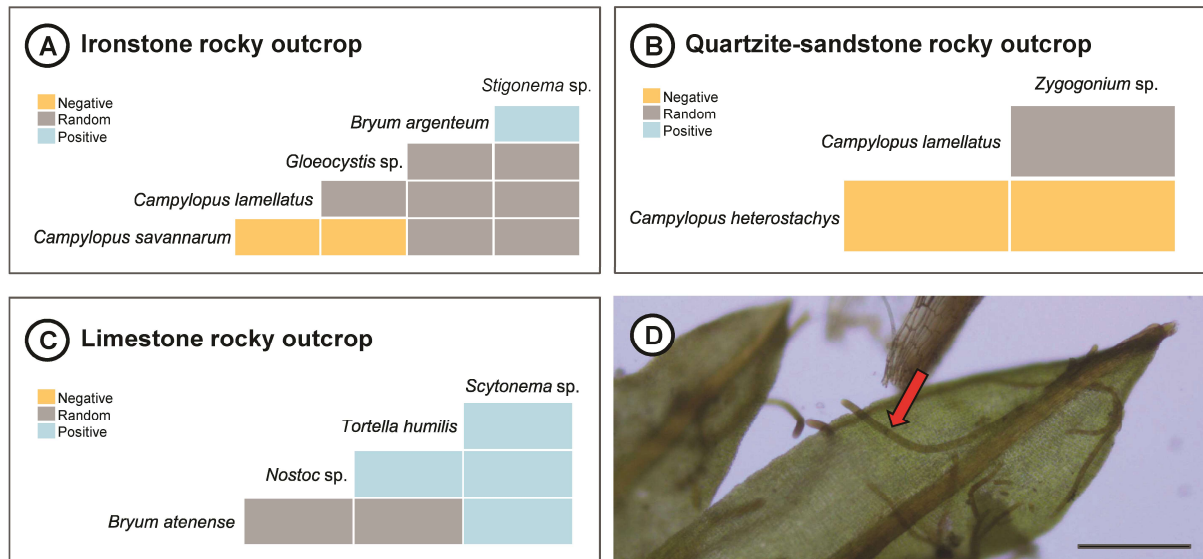 A Ironstone rocky outcrop
Negative
Random
Positive
Stigonema sp.
Bryum argenteum
Gloeocystis sp.
Campylopus lamellatus
Campylopus savannarum
B Quartzite-sandstone rocky outcrop
Negative
Random
Positive
Zygogonium sp.
Campylopus lamellatus
Campylopus heterostachys
C Limestone rocky outcrop
Negative
Random
Positive
Scytonema sp.
Tortella humilis
Nostoc sp.
Bryum atenense
D